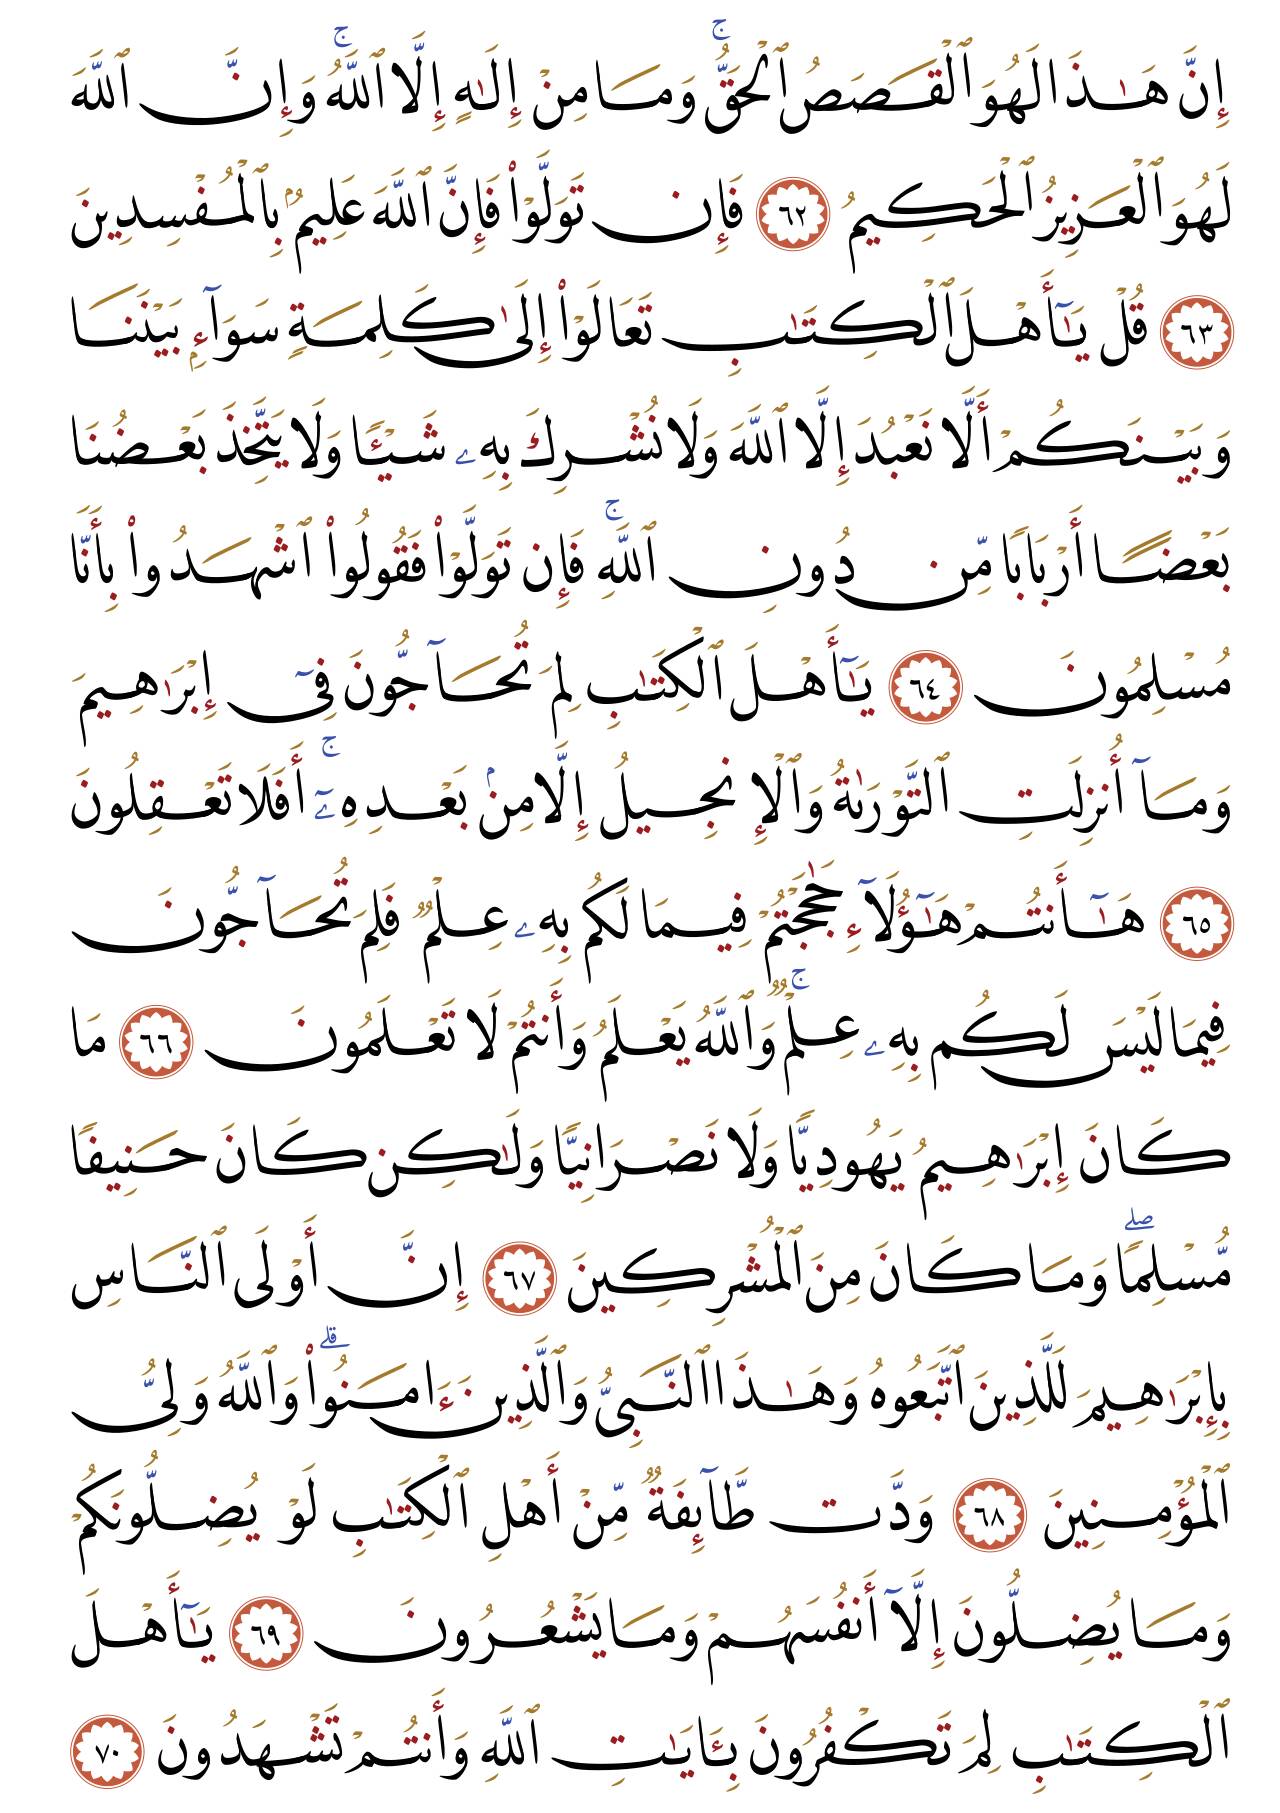 إِنَّ هَٰذَا لَهُوَ ٱلْقَصَصُ ٱلْحَقُّ ۚ وَمَا مِنْ إِلَٰهٍ إِلَّا ٱللَّهُ ۚ وَإِنَّ ٱللَّهَ
لَهُوَ ٱلْعَزِيزُ ٱلْحَكِيمُ ٦٢ فَإِن تَوَلَّوْا۟ فَإِنَّ ٱللَّهَ عَلِيمٌۢ بِٱلْمُفْسِدِينَ
٦٣ قُلْ يَٰٓأَهْلَ ٱلْكِتَٰبِ تَعَالَوْا۟ إِلَىٰ كَلِمَةٍ سَوَآءٍۭ بَيْنَنَا
وَبَيْنَكُمْ أَلَّا نَعْبُدَ إِلَّا ٱللَّهَ وَلَا نُشْرِكَ بِهِۦ شَيْـًٔا وَلَا يَتَّخِذَ بَعْضُنَا
بَعْضًا أَرْبَابًا مِّن دُونِ ٱللَّهِ ۚ فَإِن تَوَلَّوْا۟ فَقُولُوا۟ ٱشْهَدُوا۟ بِأَنَّا
مُسْلِمُونَ ٦٤ يَٰٓأَهْلَ ٱلْكِتَٰبِ لِمَ تُحَآجُّونَ فِىٓ إِبْرَٰهِيمَ
وَمَآ أُنزِلَتِ ٱلتَّوْرَىٰةُ وَٱلْإِنجِيلُ إِلَّا مِنۢ بَعْدِهِۦٓ ۚ أَفَلَا تَعْقِلُونَ
٦٥ هَٰٓأَنتُمْ هَٰٓؤُلَآءِ حَٰجَجْتُمْ فِيمَا لَكُم بِهِۦ عِلْمٌ فَلِمَ تُحَآجُّونَ
فِيمَا لَيْسَ لَكُم بِهِۦ عِلْمٌ ۚ وَٱللَّهُ يَعْلَمُ وَأَنتُمْ لَا تَعْلَمُونَ ٦٦ مَا
كَانَ إِبْرَٰهِيمُ يَهُودِيًّا وَلَا نَصْرَانِيًّا وَلَٰكِن كَانَ حَنِيفًا
مُّسْلِمًا ۖ وَمَا كَانَ مِنَ ٱلْمُشْرِكِينَ ٦٧ إِنَّ أَوْلَى ٱلنَّاسِ
بِإِبْرَٰهِيمَ لَلَّذِينَ ٱتَّبَعُوهُ وَهَٰذَا ٱلنَّبِىُّ وَٱلَّذِينَ ءَامَنُوا۟ ۗ وَٱللَّهُ وَلِىُّ
ٱلْمُؤْمِنِينَ ٦٨ وَدَّت طَّآئِفَةٌ مِّنْ أَهْلِ ٱلْكِتَٰبِ لَوْ يُضِلُّونَكُمْ
وَمَا يُضِلُّونَ إِلَّآ أَنفُسَهُمْ وَمَا يَشْعُرُونَ ٦٩ يَٰٓأَهْلَ
ٱلْكِتَٰبِ لِمَ تَكْفُرُونَ بِـَٔايَٰتِ ٱللَّهِ وَأَنتُمْ تَشْهَدُونَ ٧٠